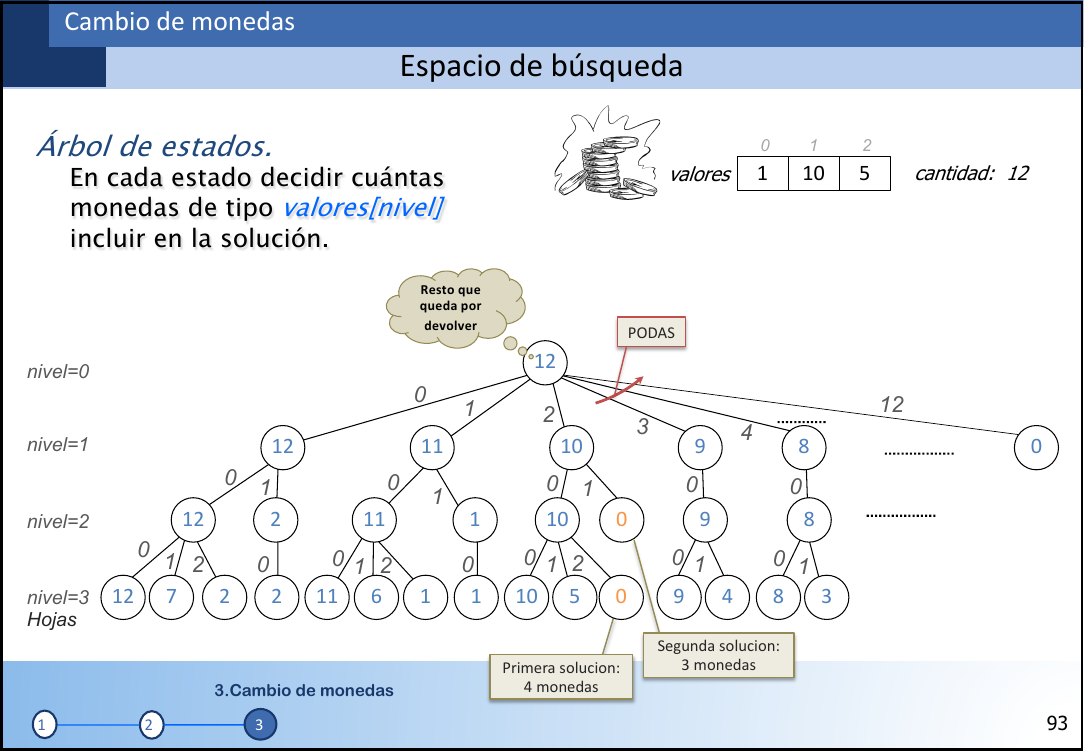 Cambio de monedas
Espacio de búsqueda
Árbol de estados.
En cada estado decidir cuántas
monedas de tipo valores[nivel]
incluir en la solución.
0 1 2
valores 1 10 5 cantidad: 12
Resto que
queda por
devolver
PODAS
nivel=0 12
0 1 2 3 4 12
............
nivel=1 12 11 10 9 8 ................. 0
0 1 0 1 0 1 0 0
nivel=2 12 2 11 1 10 0 9 8 .................
0 1 2 0 0 1 2 0 0 1 2 0 1 0 1
nivel=3 12 7 2 2 11 6 1 1 10 5 0 9 4 8 3
Hojas
Segunda solucion:
3 monedas
Primera solucion:
4 monedas
3.Cambio de monedas
1 2 3
93